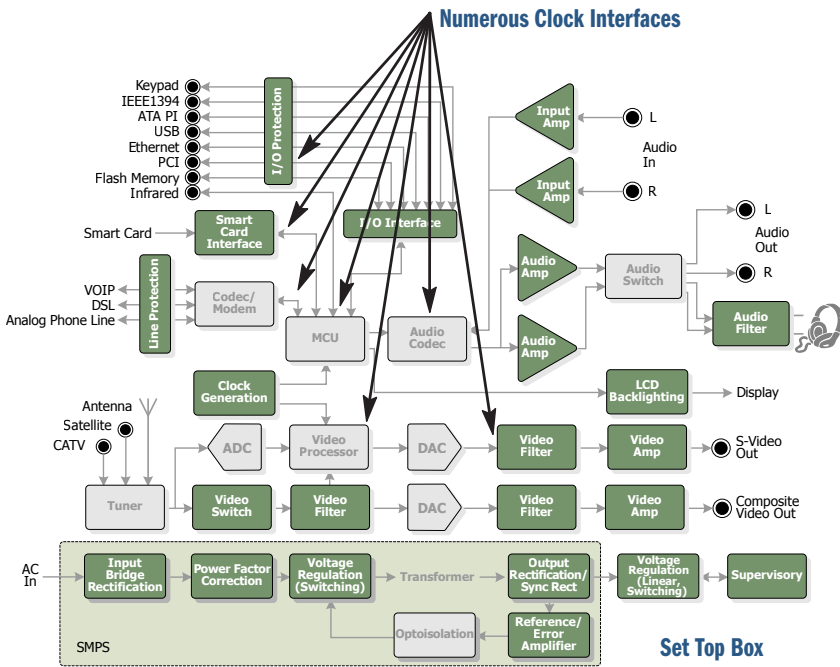 Numerous Clock Interfaces
Keypad
IEEE1394
ATA PI
USB
Ethernet
PCI
Flash Memory
Infrared
I/O Protection
Input
Amp
L
Audio
In
Input
Amp
R
Smart Card
Smart
Card
Interface
I/O Interface
L
Audio
Out
R
VOIP
DSL
Analog Phone Line
Line Protection
Codec/
Modem
MCU
Audio
Codec
Audio
Amp
Audio
Amp
Audio
Switch
Audio
Filter
Clock
Generation
LCD
Backlighting
Display
Antenna
Satellite
CATV
Tuner
ADC
Video
Processor
DAC
Video
Filter
Video
Amp
S-Video
Out
Video
Switch
Video
Filter
DAC
Video
Filter
Video
Amp
Composite
Video Out
AC
In
Input
Bridge
Rectification
Power Factor
Correction
Voltage
Regulation
(Switching)
Transformer
Output
Rectification/
Sync Rect
Voltage
Regulation
(Linear,
Switching)
Supervisory
Optoisolation
Reference/
Error
Amplifier
SMPS
Set Top Box